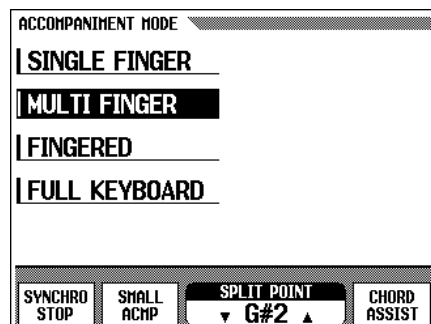 ACCOMPANIMENT MODE
SINGLE FINGER
MULTI FINGER
FINGERED
FULL KEYBOARD
SYNCHRO STOP
SMALL ACMP
SPLIT POINT
▼ G#2 ▲
CHORD ASSIST